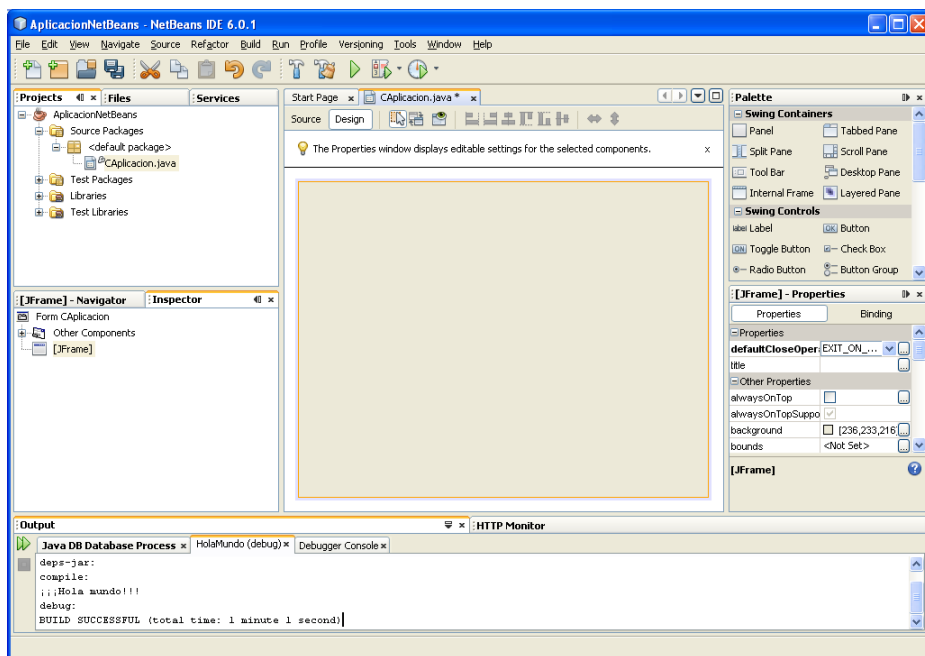 AplicacionNetBeans - NetBeans IDE 6.0.1
File Edit View Navigate Source Refactor Build Run Profile Versioning Tools Window Help
Projects Files Services
AplicacionNetBeans
Source Packages
<default package>
CAplicacion.java
Test Packages
Libraries
Test Libraries
[JFrame] - Navigator Inspector
Form CAplicacion
Other Components
[JFrame]
Start Page CAplicacion.java *
Source Design
The Properties window displays editable settings for the selected components. x
Palette
Swing Containers
Panel Tabbed Pane
Split Pane Scroll Pane
Tool Bar Desktop Pane
Internal Frame Layered Pane
Swing Controls
label Label OK Button
ON Toggle Button Check Box
Radio Button Button Group
[JFrame] - Properties
Properties Binding
Properties
defaultCloseOper EXIT_ON_... ...
title ...
Other Properties
alwaysOnTop ...
alwaysOnTopSuppo
background [236,233,216 ...
bounds <Not Set> ...
[JFrame]
Output HTTP Monitor
Java DB Database Process HolaMundo (debug) Debugger Console
deps-jar:
compile:
¡¡¡Hola mundo!!!
debug:
BUILD SUCCESSFUL (total time: 1 minute 1 second)